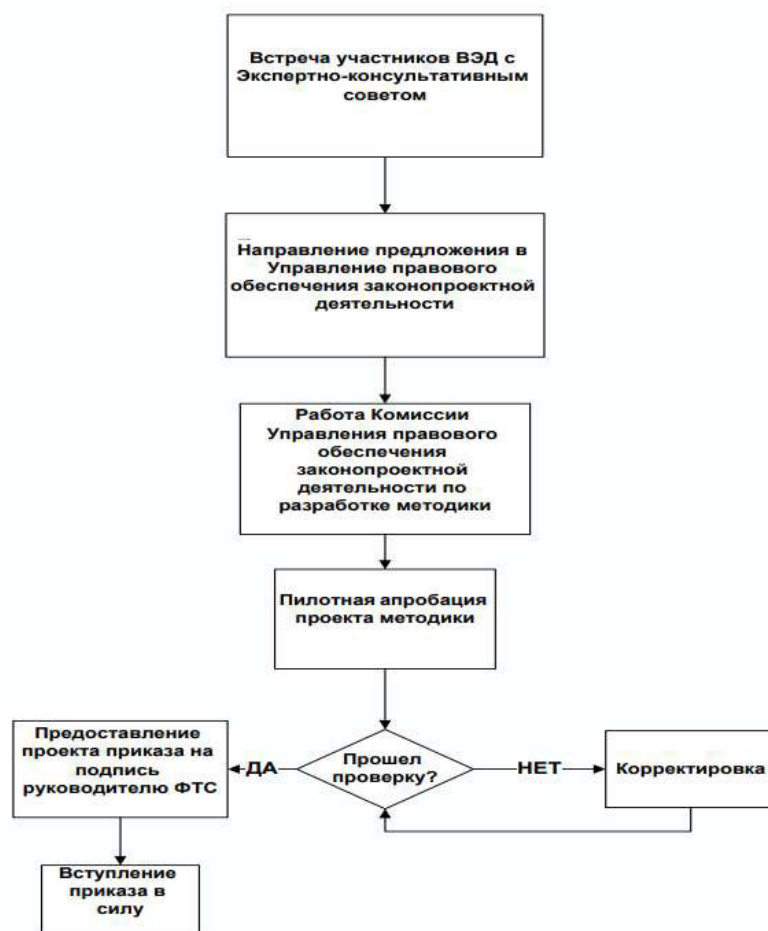 Встреча участников ВЭД с
Экспертно-консультативным
советом
Направление предложения в
Управление правового
обеспечения законопроектной
деятельности
Работа Комиссии
Управления правового
обеспечения
законопроектной
деятельности по
разработке методики
Пилотная апробация
проекта методики
Прошел
проверку?
ДА
НЕТ
Предоставление
проекта приказа на
подпись
руководителю ФТС
Корректировка
Вступление
приказа в
силу